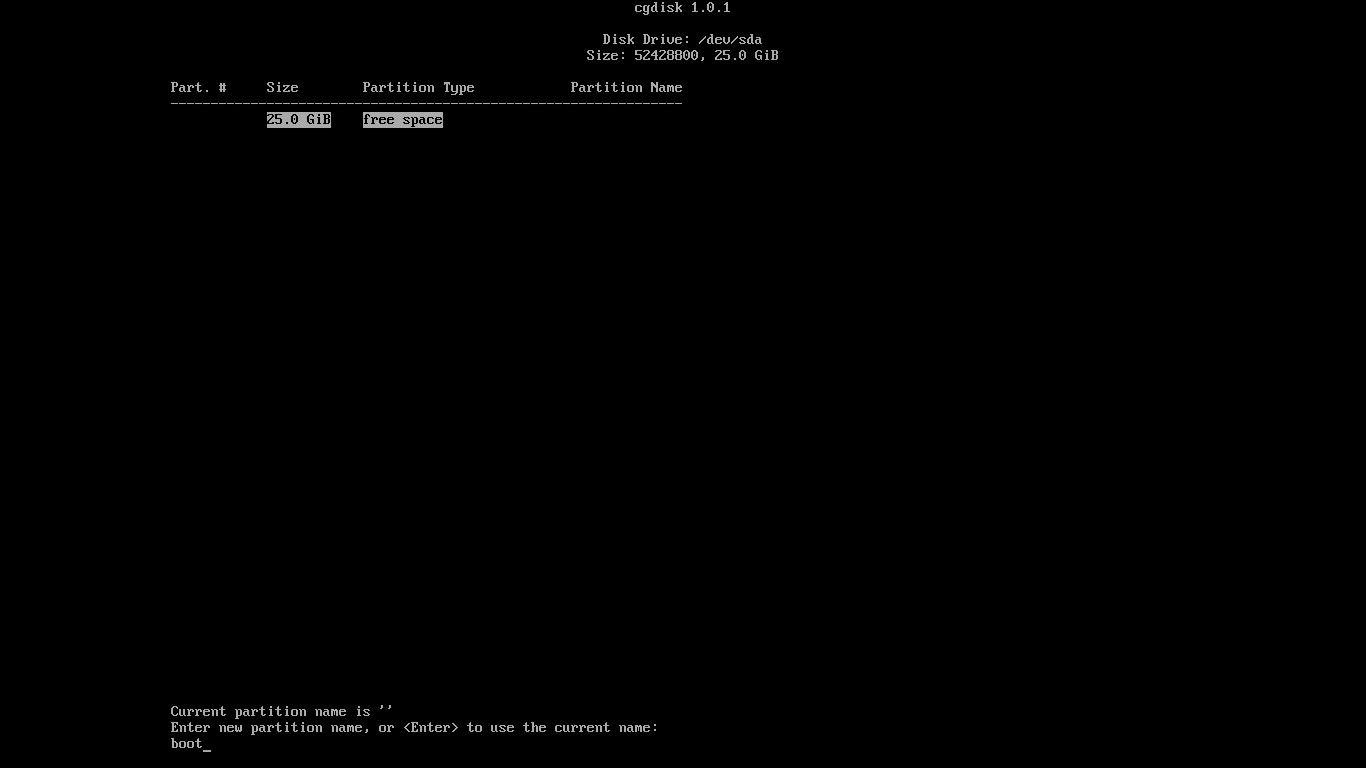 cgdisk 1.0.1
Disk Drive: /dev/sda
Size: 52428800, 25.0 GiB
Part. # Size Partition Type Partition Name
----------------------------------------------------------------
25.0 GiB free space
Current partition name is ''
Enter new partition name, or <Enter> to use the current name:
boot_